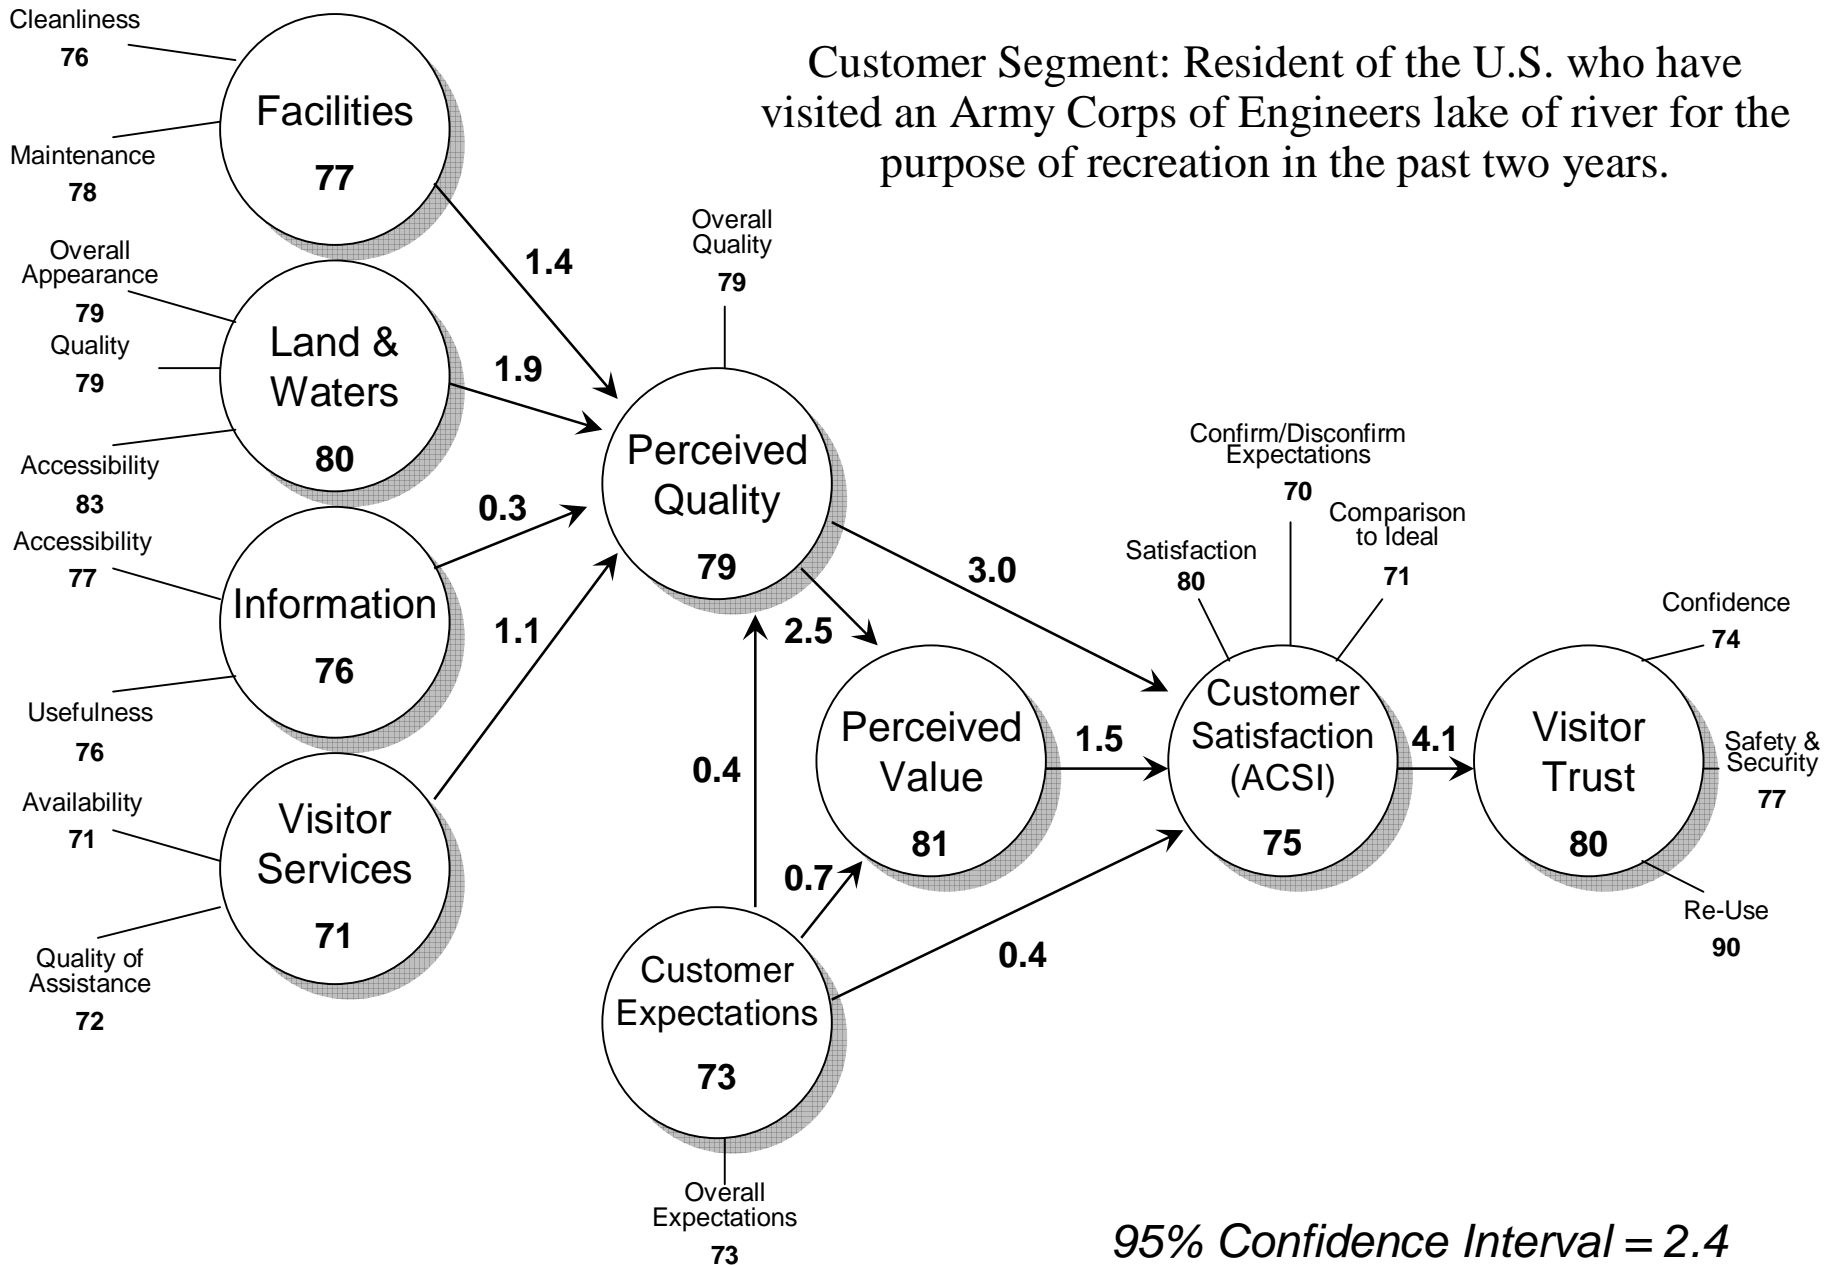 Customer Segment: Resident of the U.S. who have
visited an Army Corps of Engineers lake of river for the
purpose of recreation in the past two years.
Cleanliness
76
Maintenance
78
Facilities
77
1.4
Overall
Appearance
79
Quality
79
Accessibility
83
Land &
Waters
80
1.9
Accessibility
77
Usefulness
76
Information
76
0.3
Availability
71
Quality of
Assistance
72
Visitor
Services
71
1.1
Overall
Quality
79
Perceived
Quality
79
3.0
2.5
0.4
Perceived
Value
81
1.5
0.7
0.4
Customer
Expectations
73
Overall
Expectations
73
Satisfaction
80
Confirm/Disconfirm
Expectations
70
Comparison
to Ideal
71
Customer
Satisfaction
(ACSI)
75
4.1
Visitor
Trust
80
Confidence
74
Safety &
Security
77
Re-Use
90
95% Confidence Interval = 2.4